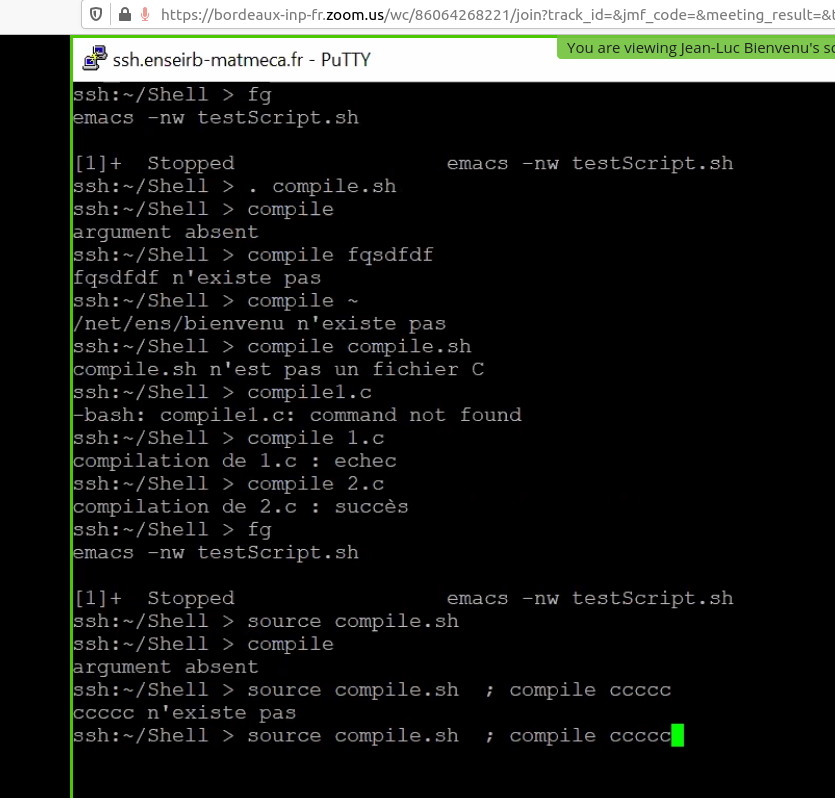 https://bordeaux-inp-fr.zoom.us/wc/86064268221/join?track_id=&jmf_code=&meeting_result=&
ssh.enseirb-matmeca.fr - PuTTY
You are viewing Jean-Luc Bienvenu's
ssh:~/Shell > fg
emacs -nw testScript.sh
[1]+ Stopped emacs -nw testScript.sh
ssh:~/Shell > . compile.sh
ssh:~/Shell > compile
argument absent
ssh:~/Shell > compile fqsdfdf
fqsdfdf n'existe pas
ssh:~/Shell > compile ~
/net/ens/bienvenu n'existe pas
ssh:~/Shell > compile compile.sh
compile.sh n'est pas un fichier C
ssh:~/Shell > compile1.c
-bash: compile1.c: command not found
ssh:~/Shell > compile 1.c
compilation de 1.c : echec
ssh:~/Shell > compile 2.c
compilation de 2.c : succès
ssh:~/Shell > fg
emacs -nw testScript.sh
[1]+ Stopped emacs -nw testScript.sh
ssh:~/Shell > source compile.sh
ssh:~/Shell > compile
argument absent
ssh:~/Shell > source compile.sh ; compile ccccc
ccccc n'existe pas
ssh:~/Shell > source compile.sh ; compile ccccc